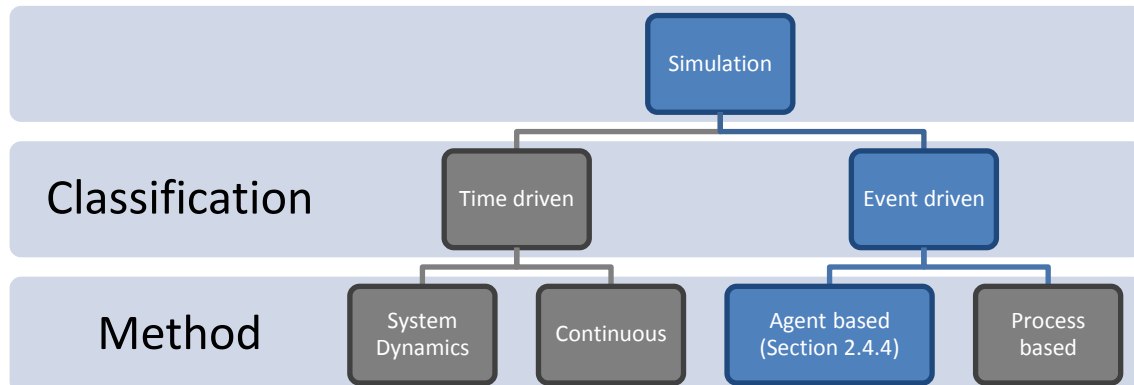 Simulation
Classification
Time driven
Event driven
Method
System
Dynamics
Continuous
Agent based
(Section 2.4.4)
Process
based